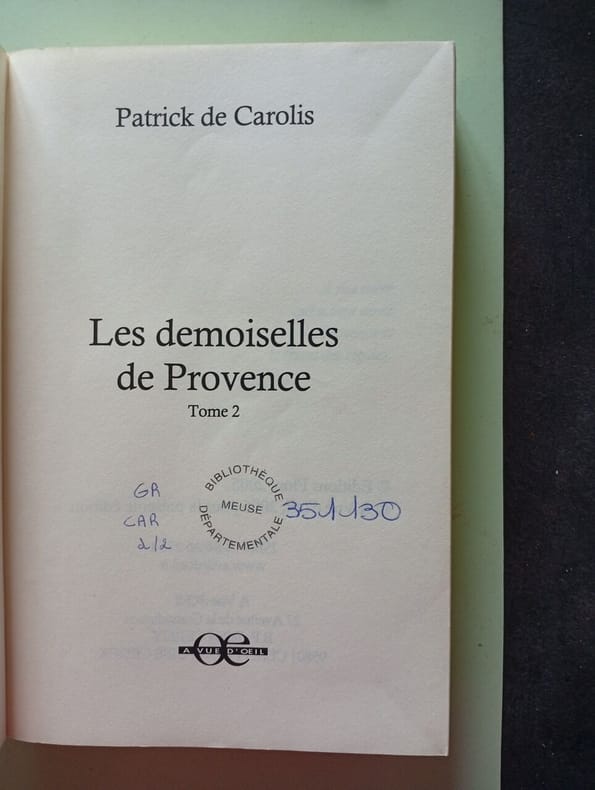 Patrick de Carolis
Les demoiselles
de Provence
Tome 2
BIBLIOTHÈQUE
MEUSE
DÉPARTEMENTALE
351130
GR
CAR
2/2
oe
A VUE D'OEIL